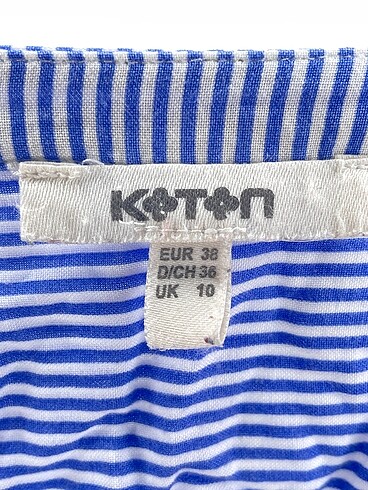 KOTON
EUR 38
D/CH 36
UK 10